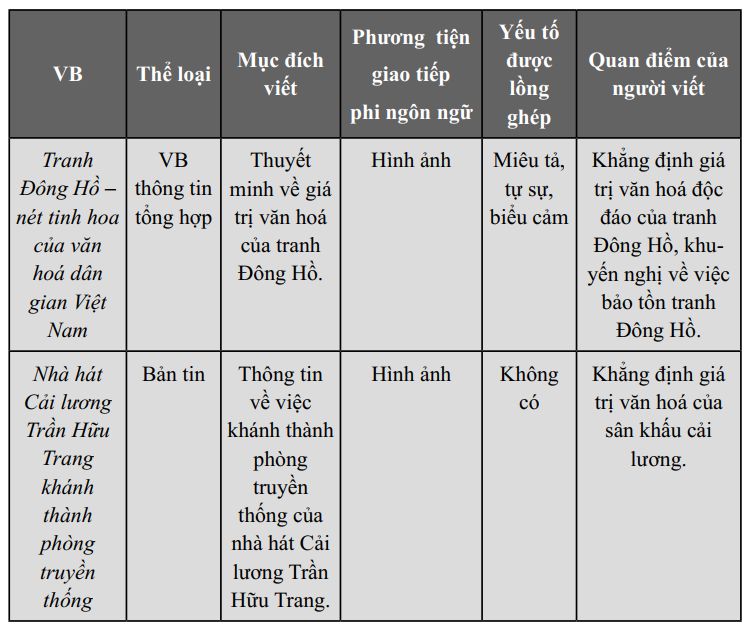 VB
Thể loại
Mục đích
viết
Phương tiện
giao tiếp
phi ngôn ngữ
Yếu tố
được
lồng
ghép
Quan điểm của
người viết
Tranh
Đông Hồ –
nét tinh hoa
của văn
hoá dân
gian Việt
Nam
VB
thông tin
tổng hợp
Thuyết
minh về giá
trị văn hoá
của tranh
Đông Hồ.
Hình ảnh
Miêu tả,
tự sự,
biểu cảm
Khẳng định giá
trị văn hoá độc
đáo của tranh
Đông Hồ, khu-
yến nghị về việc
bảo tồn tranh
Đông Hồ.
Nhà hát
Cải lương
Trần Hữu
Trang
khánh
thành
phòng
truyền
thống
Bản tin
Thông tin
về việc
khánh thành
phòng
truyền
thống của
nhà hát Cải
lương Trần
Hữu Trang.
Hình ảnh
Không
có
Khẳng định giá
trị văn hoá của
sân khấu cải
lương.